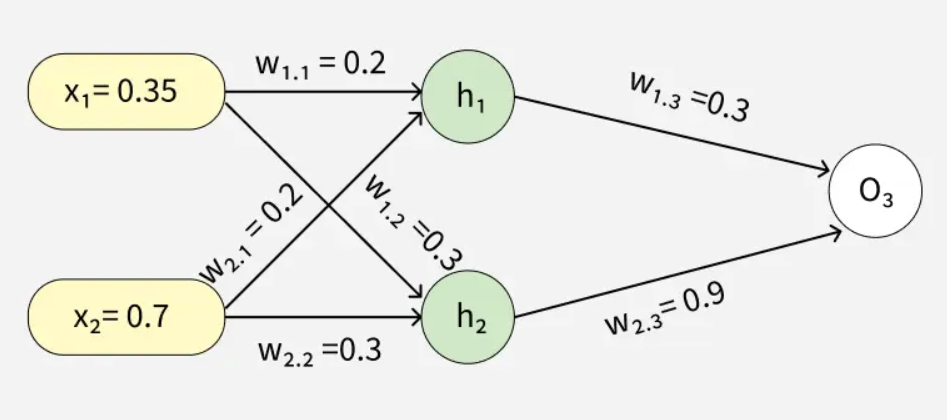 x₁= 0.35
w₁.₁ = 0.2
h₁
w₁.₃ =0.3
O₃
w₂.₁ = 0.2
w₁.₂ =0.3
x₂= 0.7
w₂.₂ =0.3
h₂
w₂.₃= 0.9